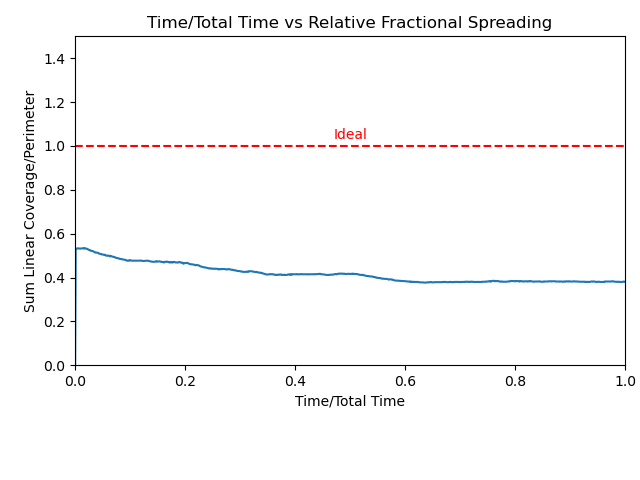 Time/Total Time vs Relative Fractional Spreading
1.4
1.2
1.0
0.8
0.6
0.4
0.2
0.0
Sum Linear Coverage/Perimeter
Ideal
0.0 0.2 0.4 0.6 0.8 1.0
Time/Total Time